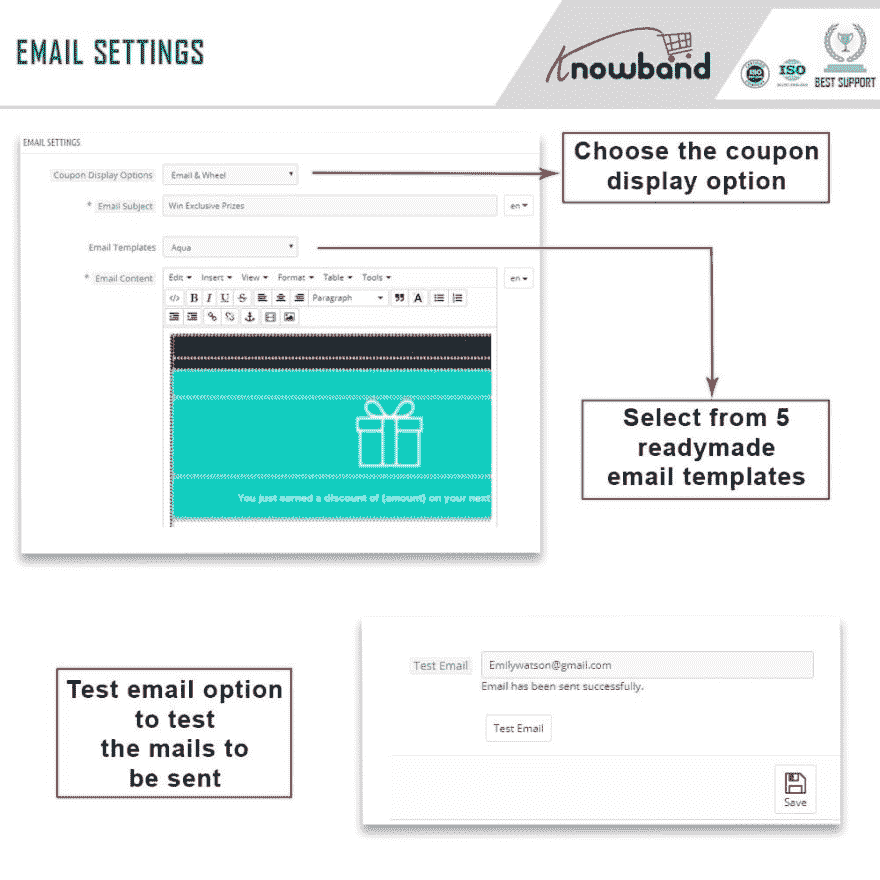 EMAIL SETTINGS
Knowband
ISO
ISO
BEST SUPPORT
EMAIL SETTINGS
Coupon Display Options
Email & Wheel
* Email Subject
Win Exclusive Prizes
en
Email Templates
Aqua
* Email Content
Edit Insert View Format Table Tools
en
B I U S Paragraph A
You just earned a discount of {amount} on your next
Choose the coupon
display option
Select from 5
readymade
email templates
Test email option
to test
the mails to
be sent
Test Email
Emilywatson@gmail.com
Email has been sent successfully.
Test Email
Save